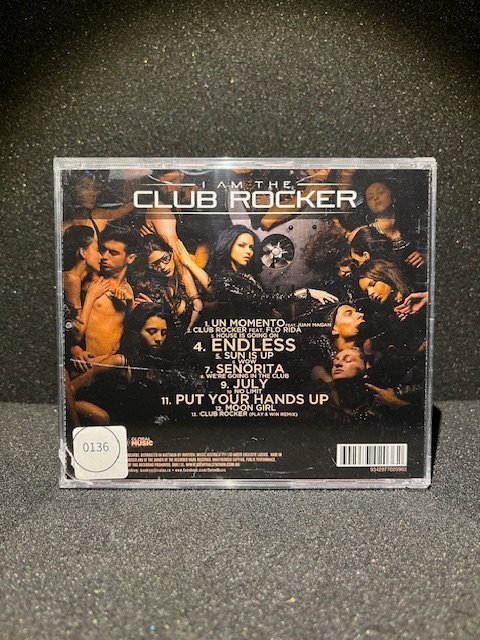 I AM THE
CLUB ROCKER
1. UN MOMENTO FEAT. JUAN MAGAN
2. CLUB ROCKER FEAT. FLO RIDA
3. HOUSE IS GOING ON
4. ENDLESS
5. SUN IS UP
6. WOW
7. SENORITA
8. WE'RE GOING IN THE CLUB
9. JULY
10. NO LIMIT
11. PUT YOUR HANDS UP
12. MOON GIRL
13. CLUB ROCKER (PLAY & WIN REMIX)
0136
GLOBAL
MUSIC
9342977020362